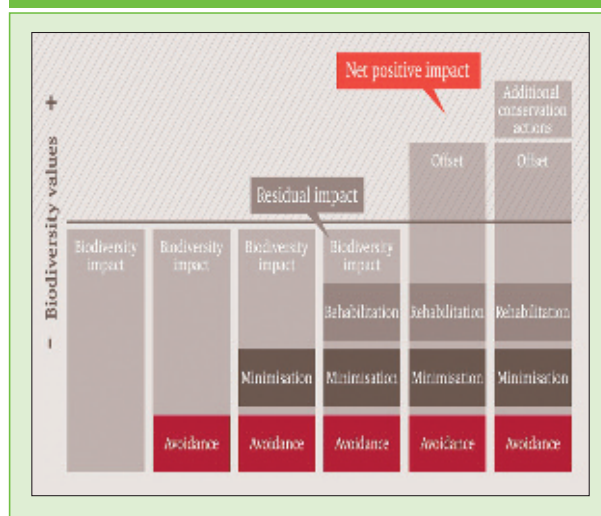 Net positive impact
Additional
conservation
actions
Offset
Offset
Residual impact
Biodiversity
impact
Biodiversity
impact
Biodiversity
impact
Biodiversity
impact
Rehabilitation
Rehabilitation
Rehabilitation
Minimisation
Minimisation
Minimisation
Minimisation
Avoidance
Avoidance
Avoidance
Avoidance
Avoidance
- Biodiversity values +